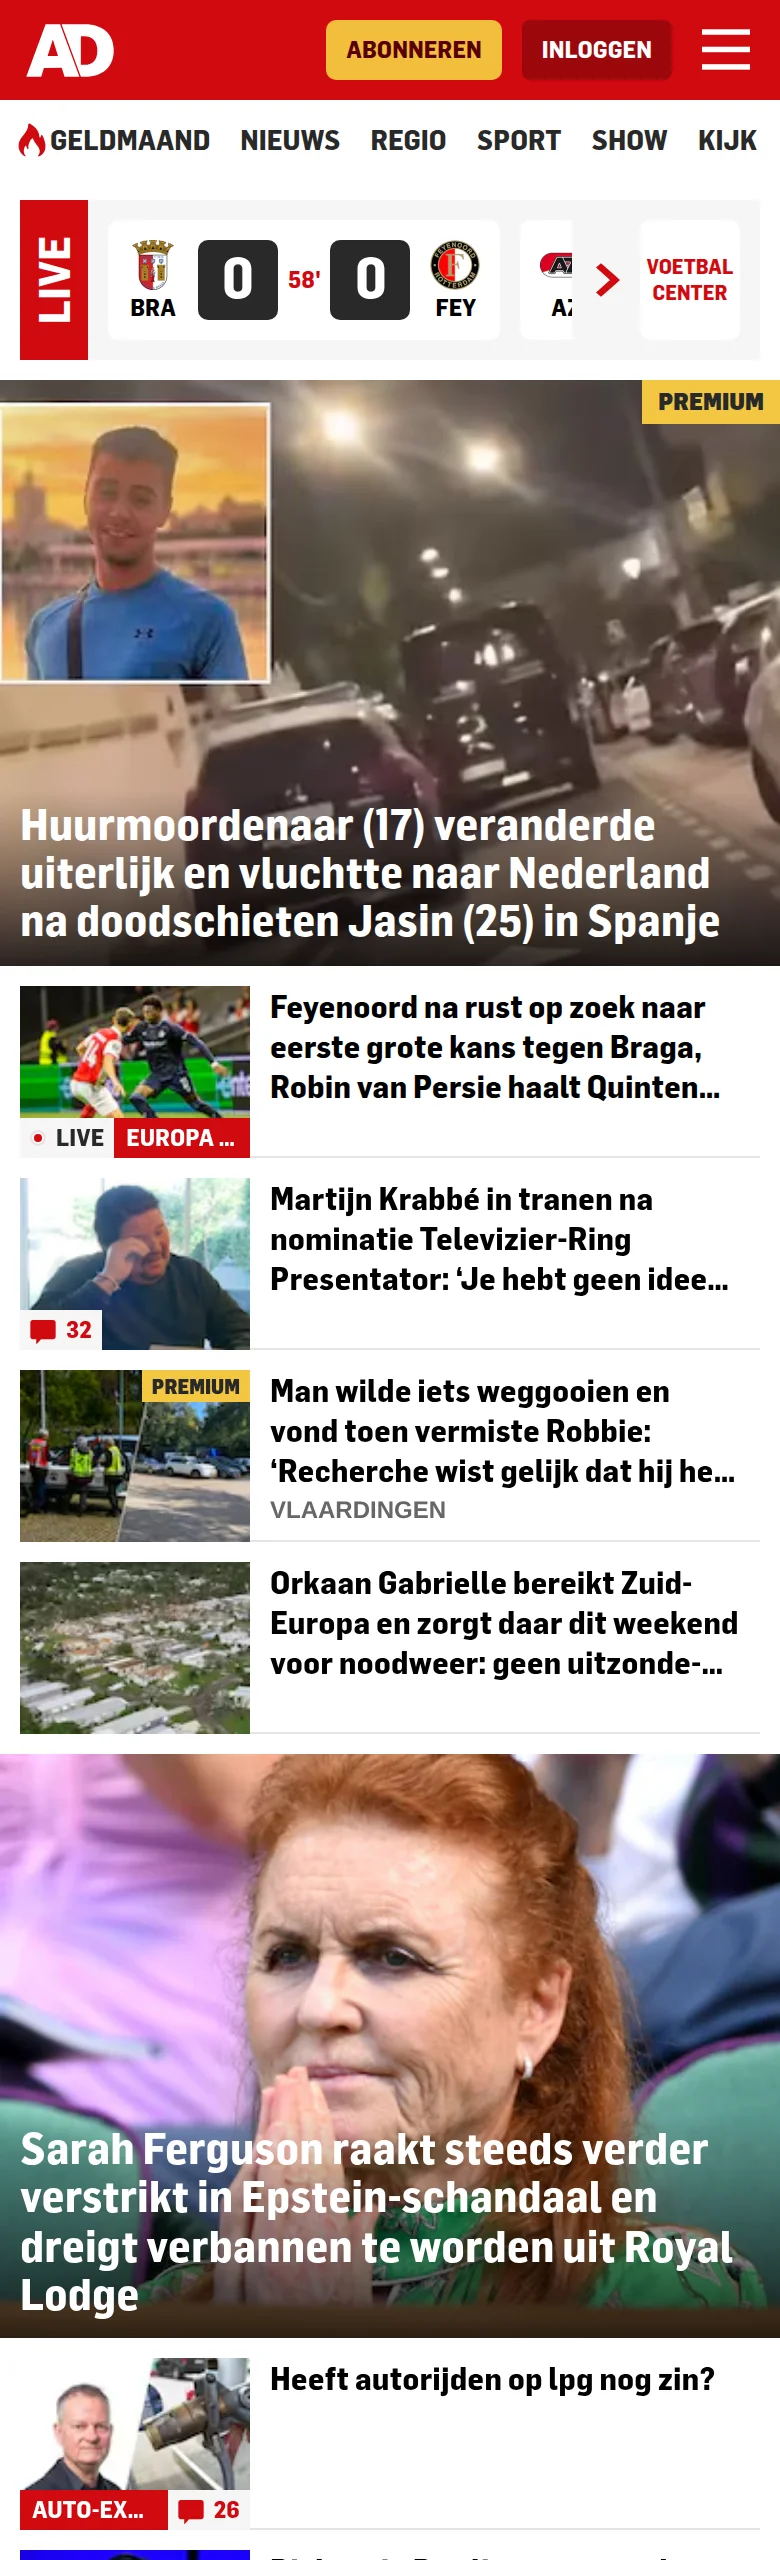 AD
ABONNEREN
INLOGGEN
GELDMAAND NIEUWS REGIO SPORT SHOW KIJK
LIVE
BRA
0
58'
0
FEY
FEYENOORD
ROTTERDAM
AZ
VOETBAL
CENTER
PREMIUM
Huurmoordenaar (17) veranderde
uiterlijk en vluchtte naar Nederland
na doodschieten Jasin (25) in Spanje
Feyenoord na rust op zoek naar
eerste grote kans tegen Braga,
Robin van Persie haalt Quinten...
LIVE
EUROPA ...
Martijn Krabbé in tranen na
nominatie Televizier-Ring
Presentator: ‘Je hebt geen idee...
32
PREMIUM
Man wilde iets weggooien en
vond toen vermiste Robbie:
‘Recherche wist gelijk dat hij he...
VLAARDINGEN
Orkaan Gabrielle bereikt Zuid-
Europa en zorgt daar dit weekend
voor noodweer: geen uitzonde-...
Sarah Ferguson raakt steeds verder
verstrikt in Epstein-schandaal en
dreigt verbannen te worden uit Royal
Lodge
Heeft autorijden op lpg nog zin?
AUTO-EX...
26